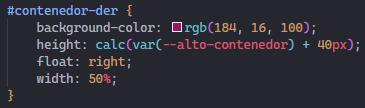 #contenedor-der {
    background-color: rgb(184, 16, 100);
    height: calc(var(--alto-contenedor) + 40px);
    float: right;
    width: 50%;
}